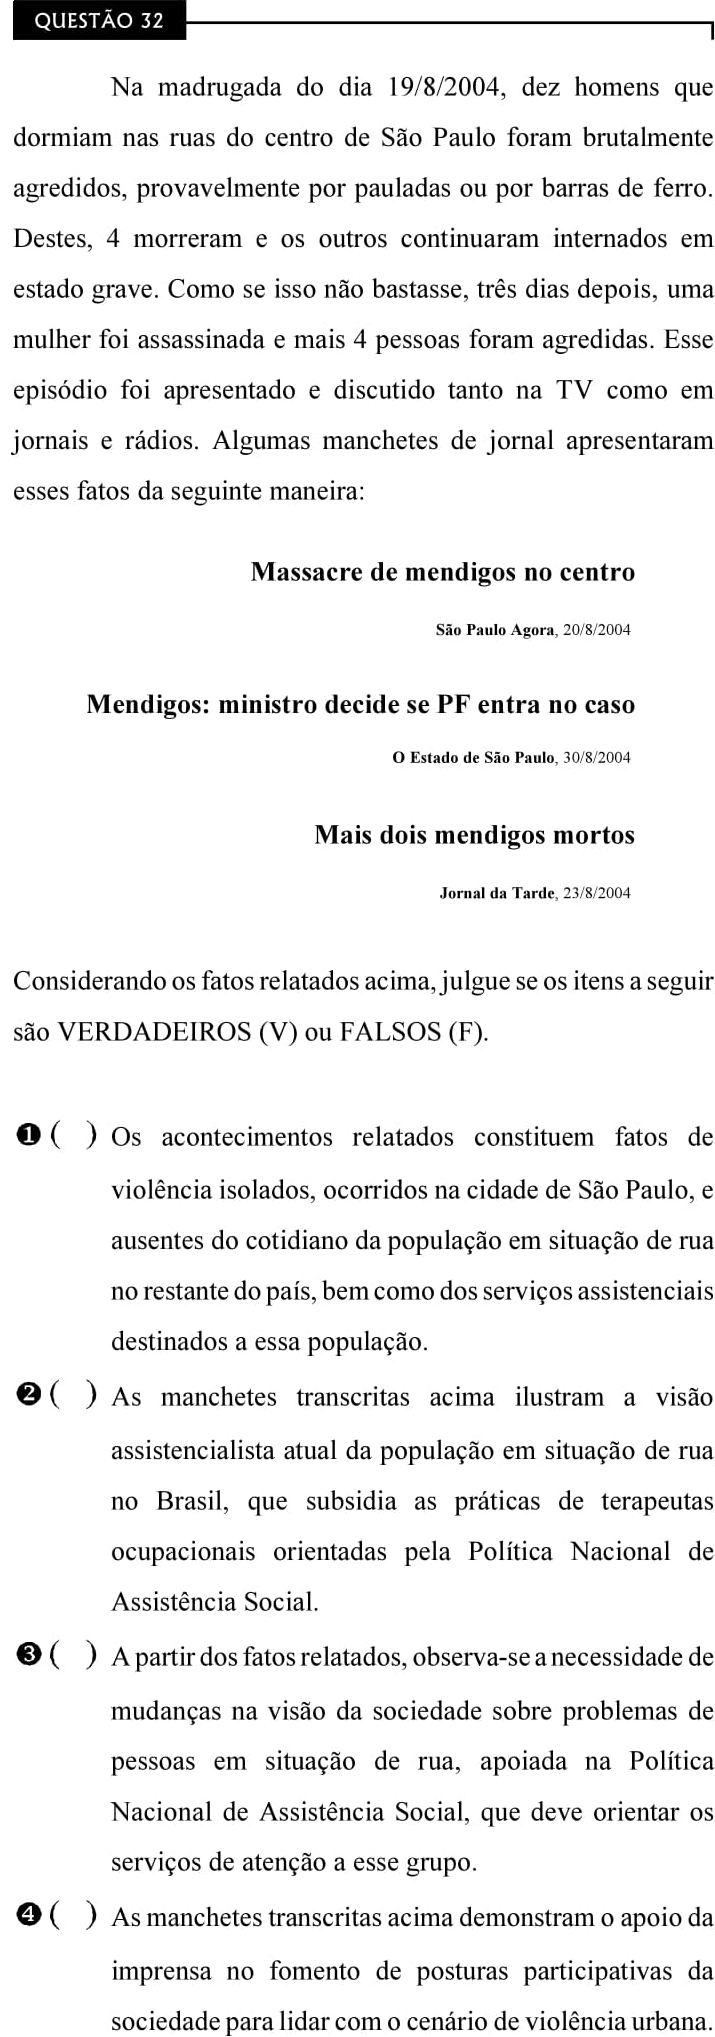 QUESTÃO 32
Na madrugada do dia 19/8/2004, dez homens que
dormiam nas ruas do centro de São Paulo foram brutalmente
agredidos, provavelmente por pauladas ou por barras de ferro.
Destes, 4 morreram e os outros continuaram internados em
estado grave. Como se isso não bastasse, três dias depois, uma
mulher foi assassinada e mais 4 pessoas foram agredidas. Esse
episódio foi apresentado e discutido tanto na TV como em
jornais e rádios. Algumas manchetes de jornal apresentaram
esses fatos da seguinte maneira:
Massacre de mendigos no centro
São Paulo Agora, 20/8/2004
Mendigos: ministro decide se PF entra no caso
O Estado de São Paulo, 30/8/2004
Mais dois mendigos mortos
Jornal da Tarde, 23/8/2004
Considerando os fatos relatados acima, julgue se os itens a seguir
são VERDADEIROS (V) ou FALSOS (F).
❶ ( ) Os acontecimentos relatados constituem fatos de
violência isolados, ocorridos na cidade de São Paulo, e
ausentes do cotidiano da população em situação de rua
no restante do país, bem como dos serviços assistenciais
destinados a essa população.
❷ ( ) As manchetes transcritas acima ilustram a visão
assistencialista atual da população em situação de rua
no Brasil, que subsidia as práticas de terapeutas
ocupacionais orientadas pela Política Nacional de
Assistência Social.
❸ ( ) A partir dos fatos relatados, observa-se a necessidade de
mudanças na visão da sociedade sobre problemas de
pessoas em situação de rua, apoiada na Política
Nacional de Assistência Social, que deve orientar os
serviços de atenção a esse grupo.
❹ ( ) As manchetes transcritas acima demonstram o apoio da
imprensa no fomento de posturas participativas da
sociedade para lidar com o cenário de violência urbana.